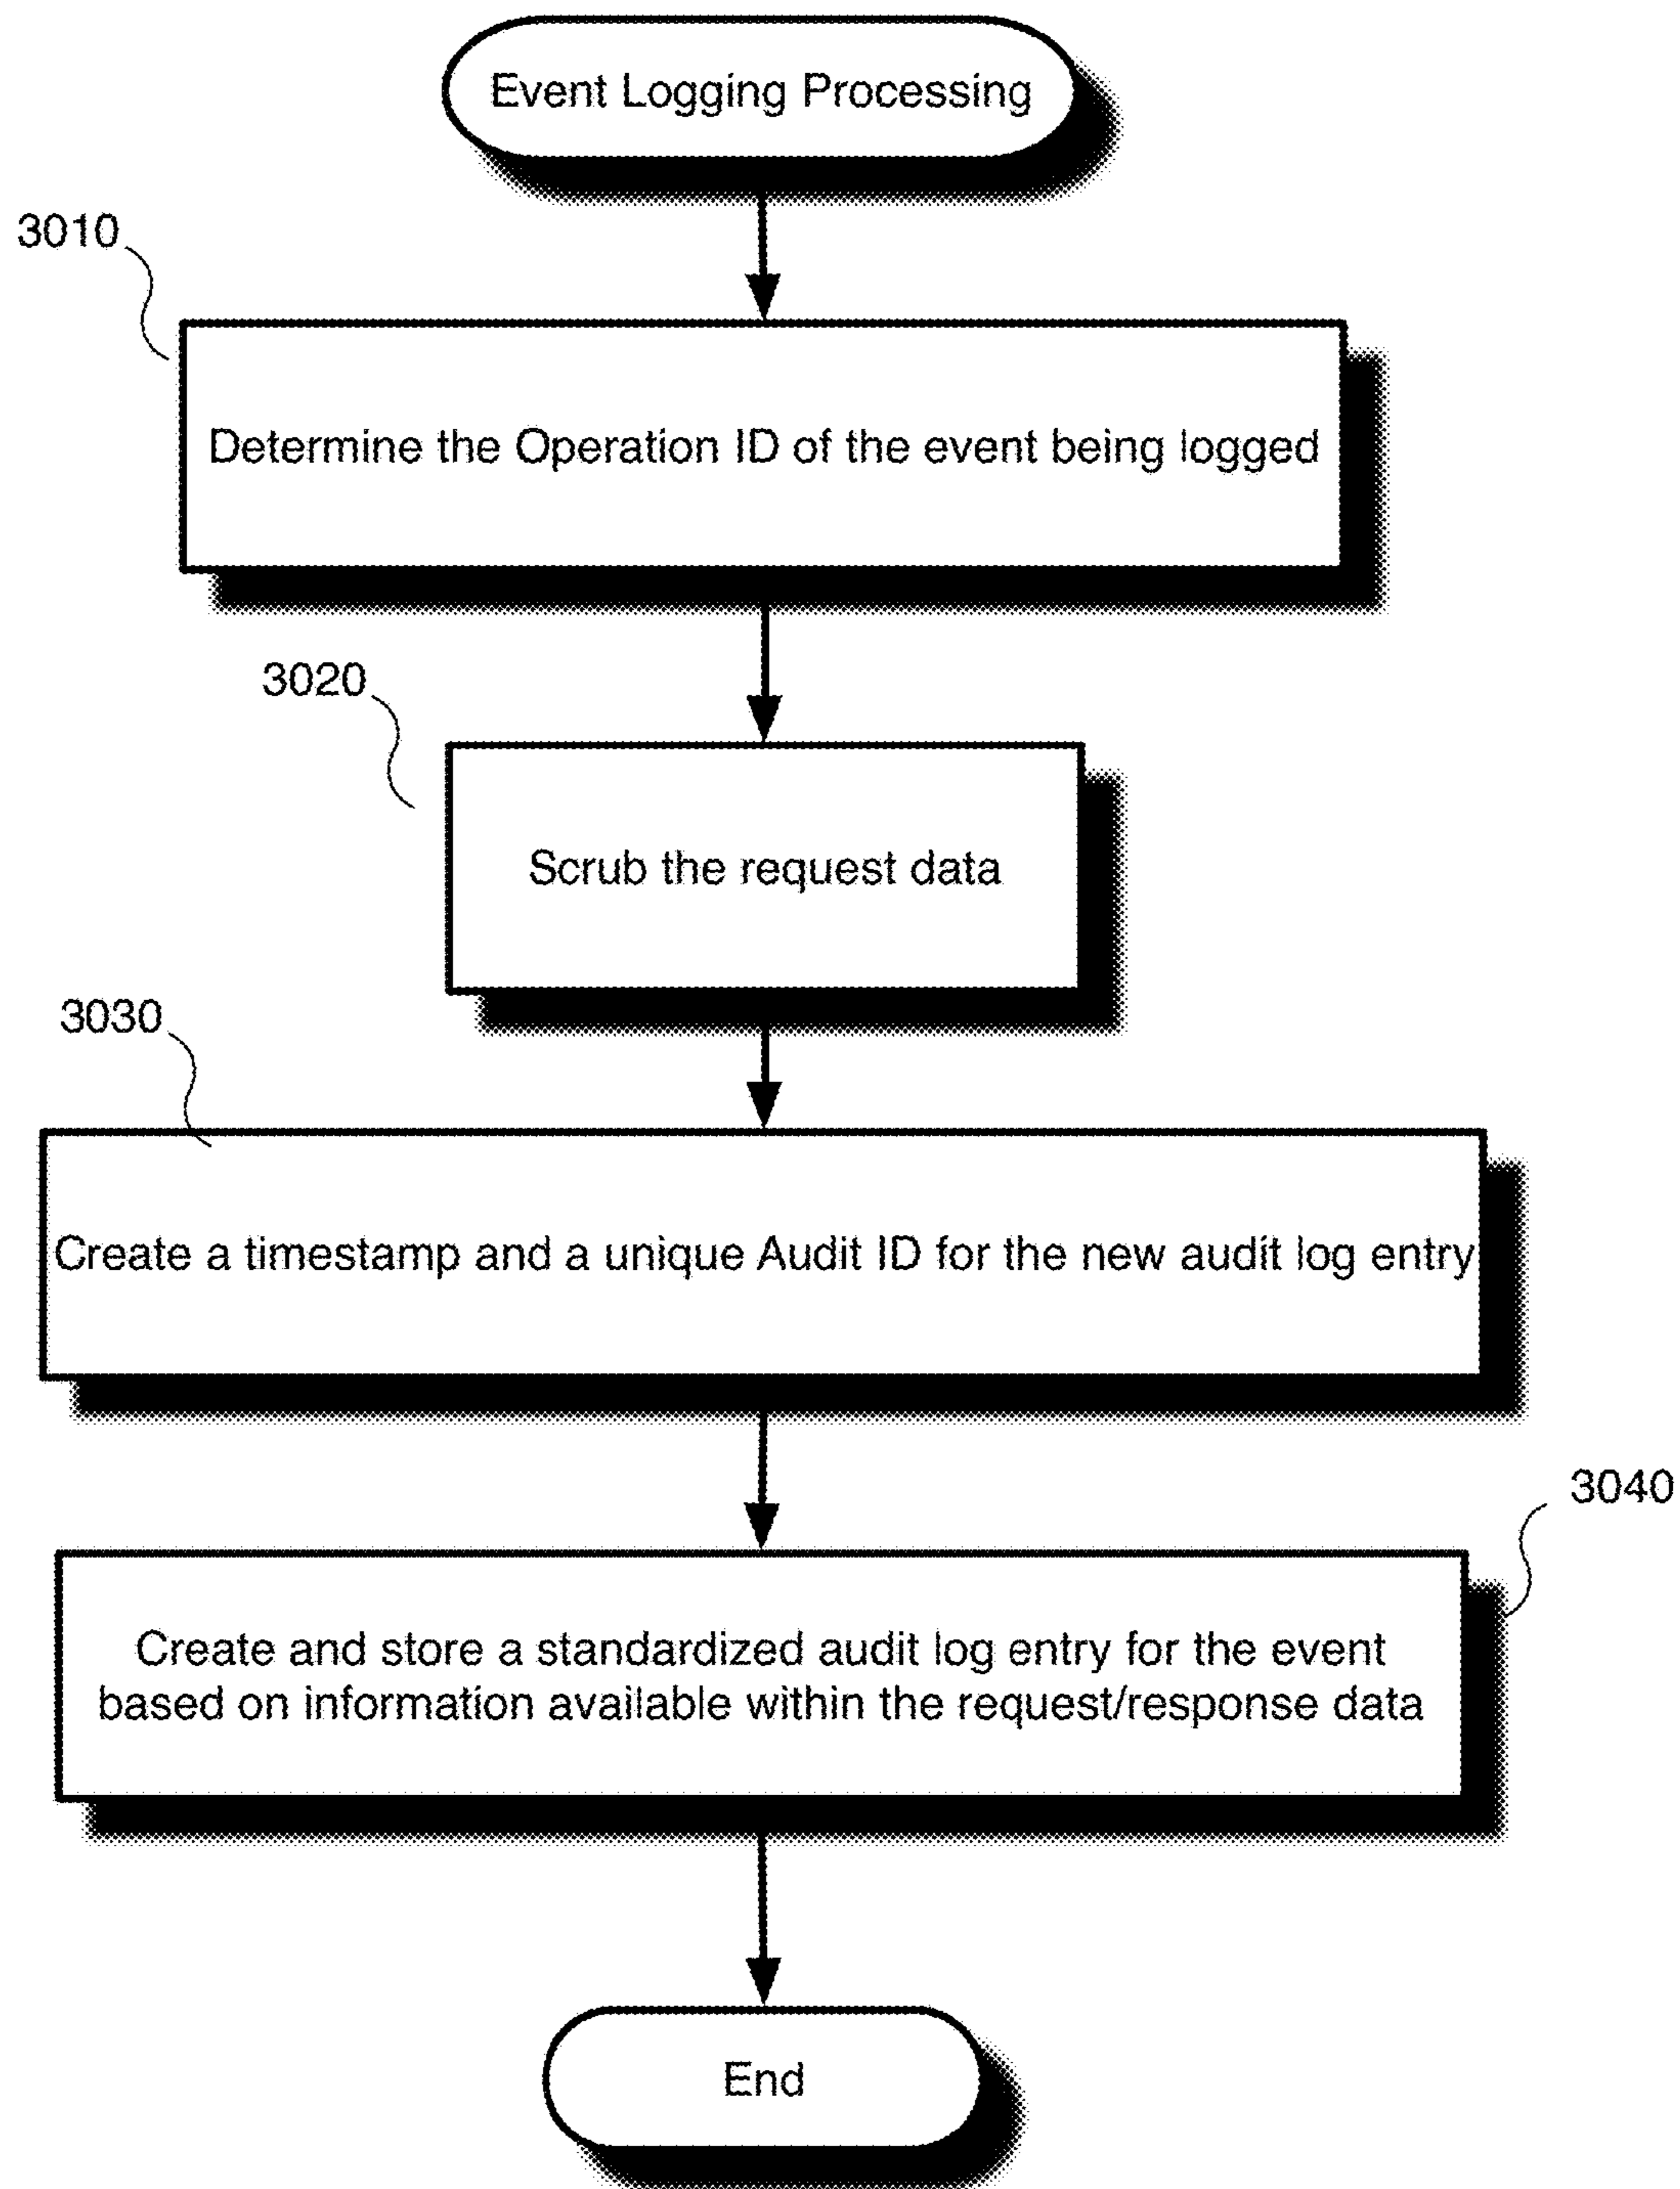 Event Logging Processing
3010
Determine the Operation ID of the event being logged
3020
Scrub the request data
3030
Create a timestamp and a unique Audit ID for the new audit log entry
3040
Create and store a standardized audit log entry for the event
based on information available within the request/response data
End